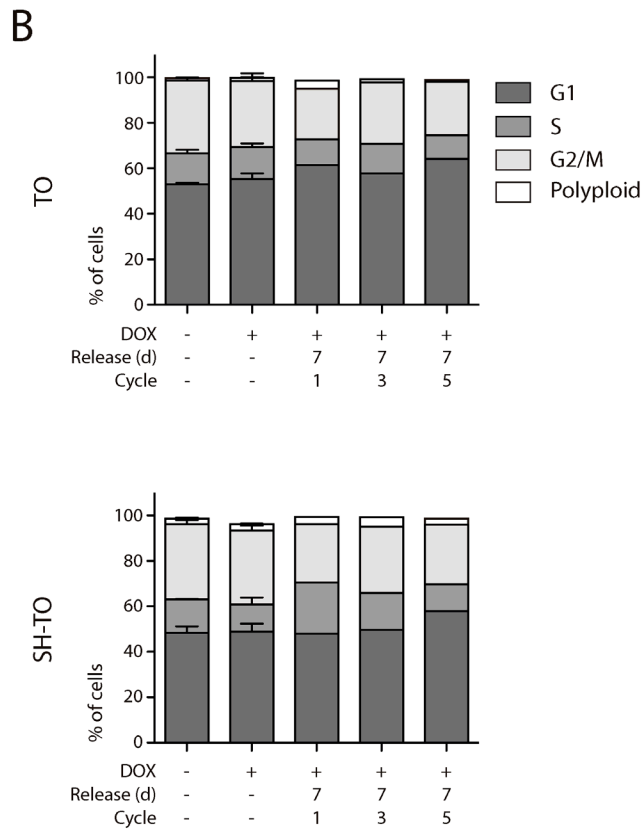 B
TO
% of cells
100
80
60
40
20
0
G1
S
G2/M
Polyploid
DOX - + + + +
Release (d) - - 7 7 7
Cycle - - 1 3 5
SH-TO
% of cells
100
80
60
40
20
0
DOX - + + + +
Release (d) - - 7 7 7
Cycle - - 1 3 5